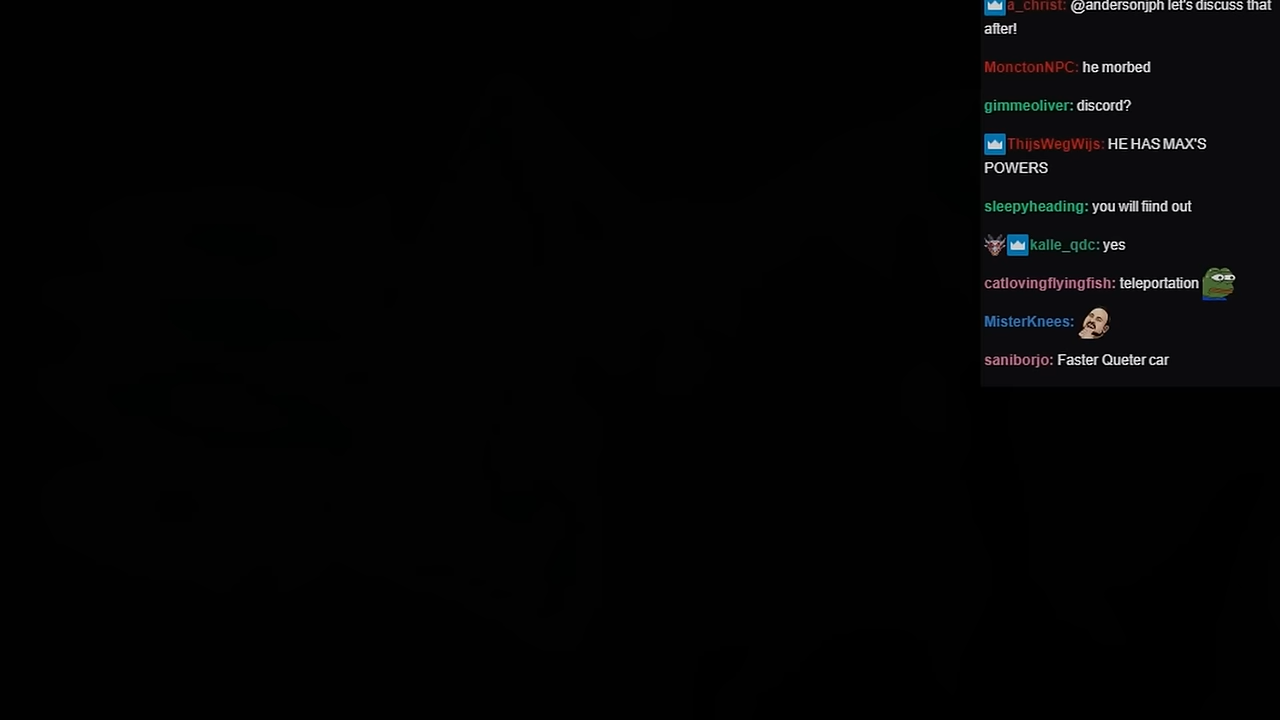 a_christ: @andersonjph let's discuss that
after!
MonctonNPC: he morbed
gimmeoliver: discord?
ThijsWegWijs: HE HAS MAX'S
POWERS
sleepyheading: you will fiind out
kalle_qdc: yes
catlovingflyingfish: teleportation
MisterKnees:
saniborjo: Faster Queter car